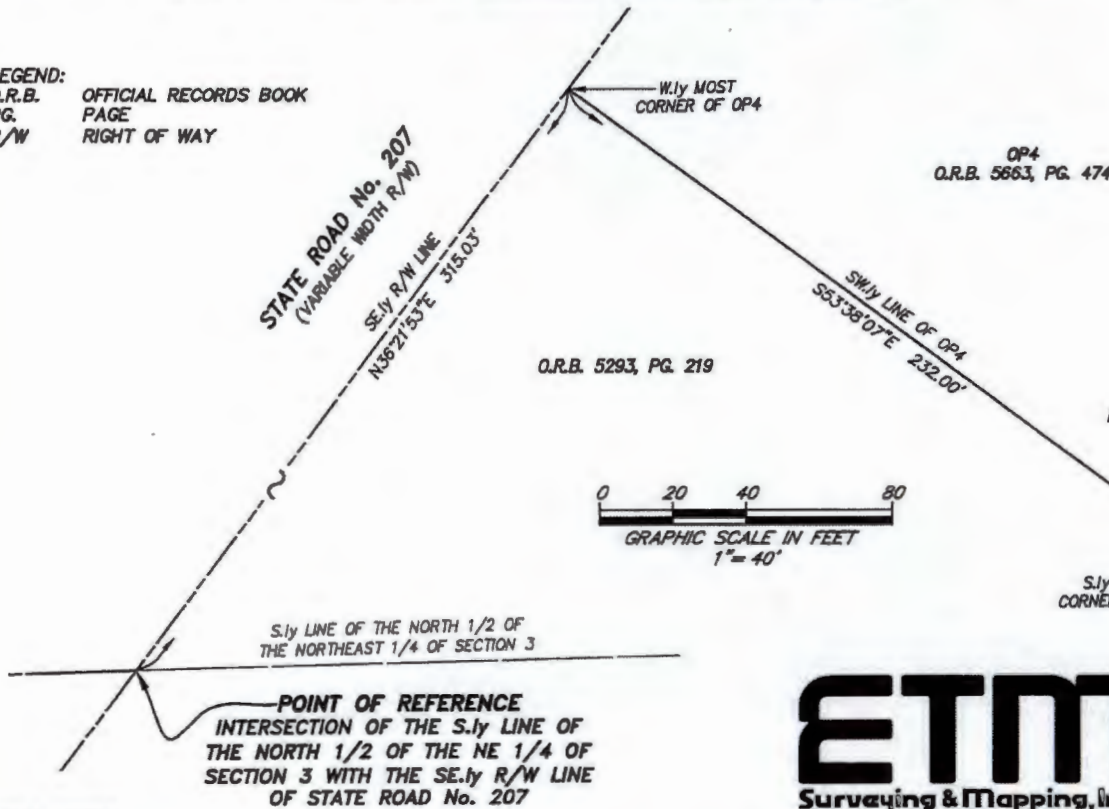 EGEND:
.R.B. OFFICIAL RECORDS BOOK
G. PAGE
/W RIGHT OF WAY
W.ly MOST
CORNER OF OP4
OP4
O.R.B. 5663, PG. 474
STATE ROAD No. 207
(VARIABLE WIDTH R/W)
SE.ly R/W LINE
N36°21'53"E 315.03'
SW.ly LINE OF OP4
S53°38'07"E 232.00'
O.R.B. 5293, PG. 219
0 20 40 80
GRAPHIC SCALE IN FEET
1"= 40'
S.ly
CORNER
S.ly LINE OF THE NORTH 1/2 OF
THE NORTHEAST 1/4 OF SECTION 3
POINT OF REFERENCE
INTERSECTION OF THE S.ly LINE OF
THE NORTH 1/2 OF THE NE 1/4 OF
SECTION 3 WITH THE SE.ly R/W LINE
OF STATE ROAD No. 207
ETM
Surveying & Mapping, In